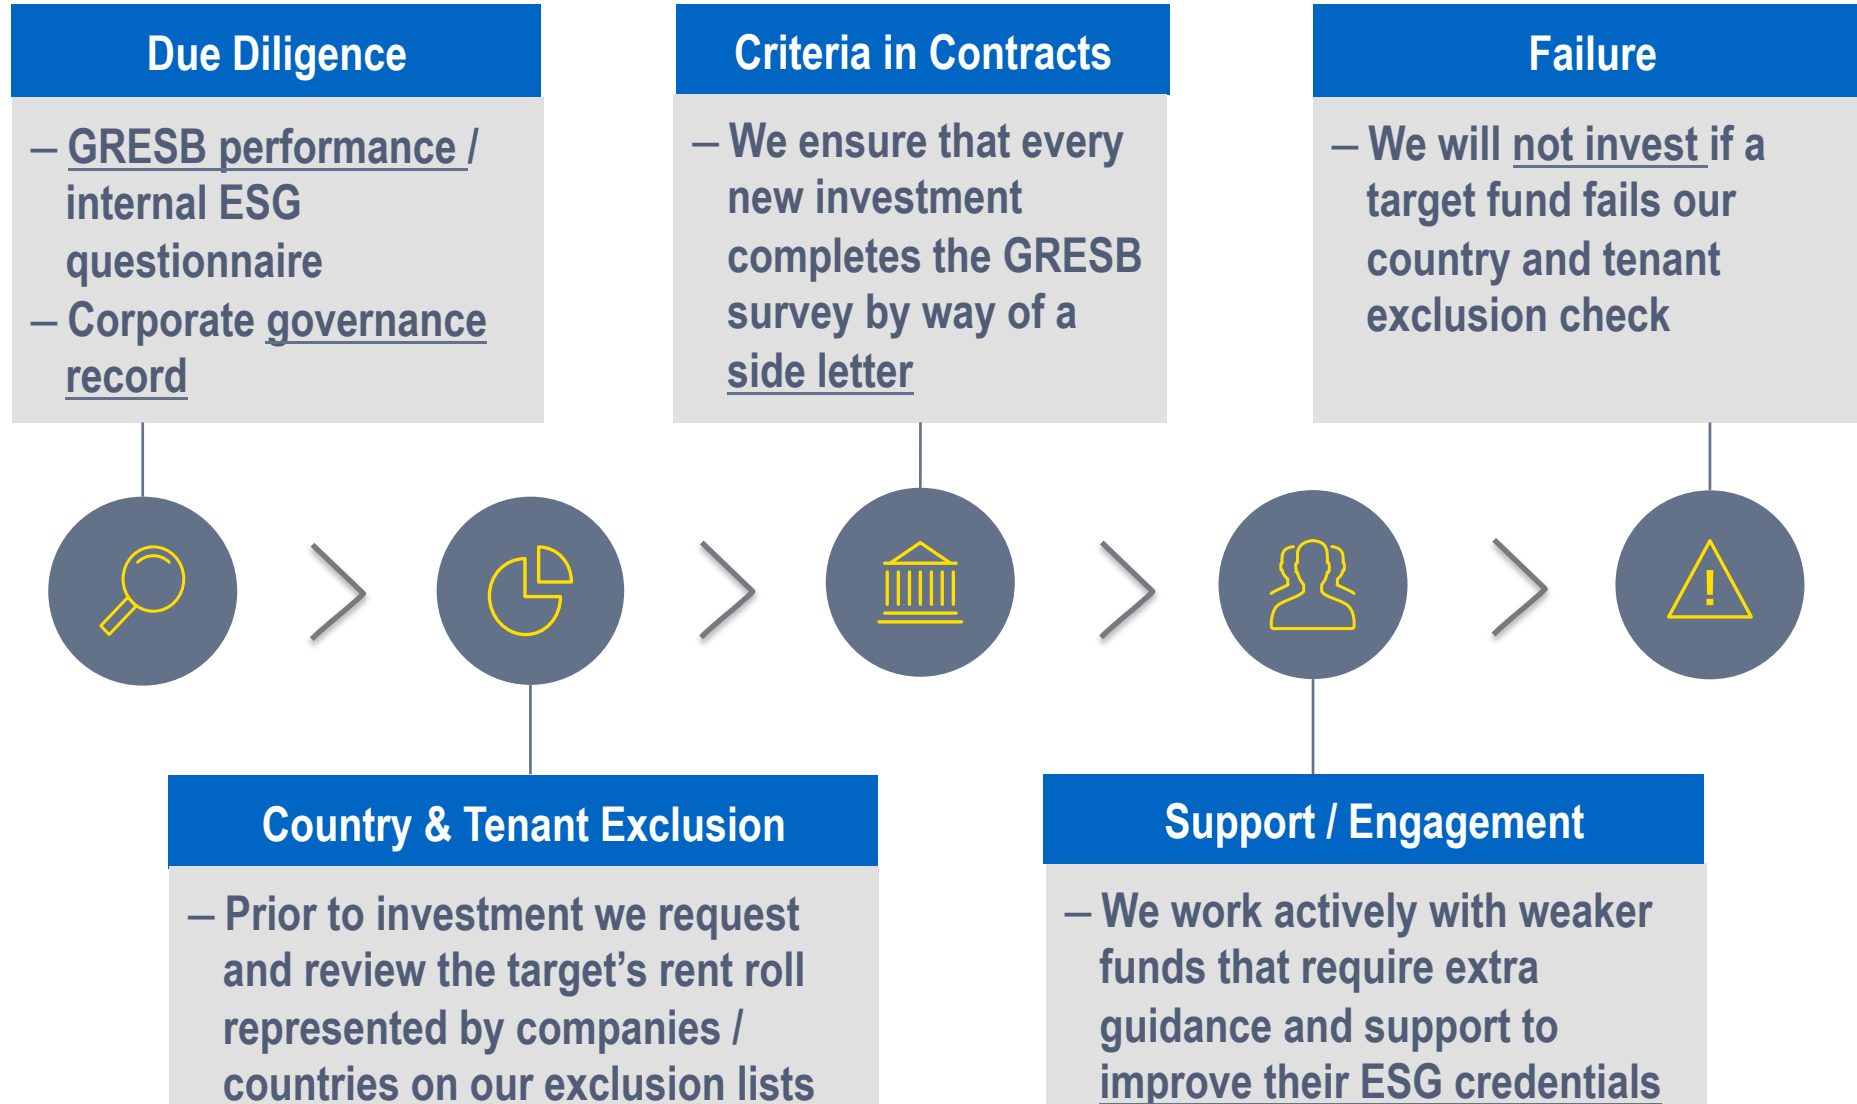 Due Diligence
– GRESB performance /
internal ESG
questionnaire
– Corporate governance
record
Criteria in Contracts
– We ensure that every
new investment
completes the GRESB
survey by way of a
side letter
Failure
– We will not invest if a
target fund fails our
country and tenant
exclusion check
!
Country & Tenant Exclusion
– Prior to investment we request
and review the target’s rent roll
represented by companies /
countries on our exclusion lists
Support / Engagement
– We work actively with weaker
funds that require extra
guidance and support to
improve their ESG credentials